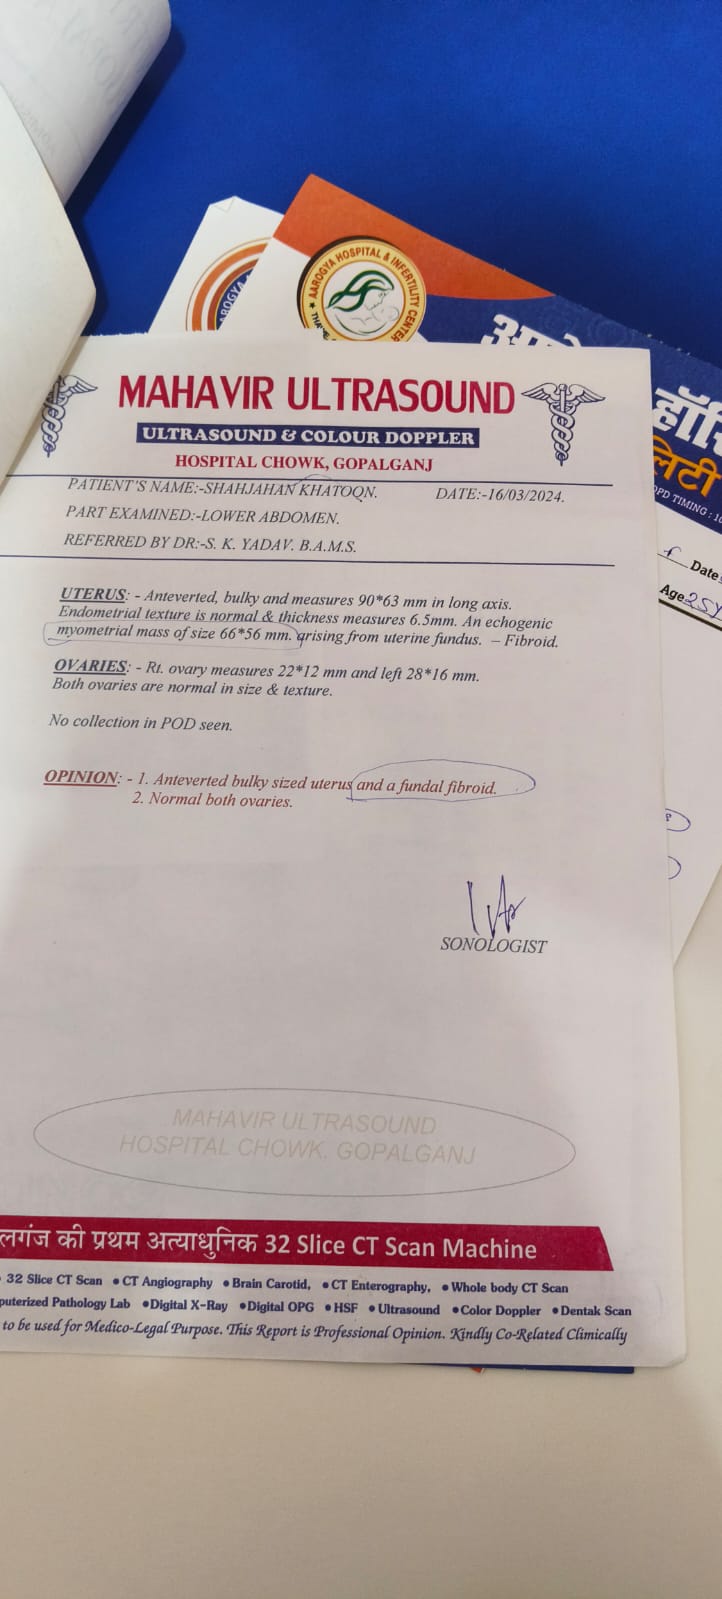 AAROGYA HOSPITAL & INFERTILITY CENTER
MAHAVIR ULTRASOUND
ULTRASOUND & COLOUR DOPPLER
HOSPITAL CHOWK, GOPALGANJ
PATIENT'S NAME:-SHAHJAHAN KHATOON. DATE:-16/03/2024.
PART EXAMINED:-LOWER ABDOMEN.
REFERRED BY DR:-S. K. YADAV. B.A.M.S.
UTERUS: - Anteverted, bulky and measures 90*63 mm in long axis.
Endometrial texture is normal & thickness measures 6.5mm. An echogenic
myometrial mass of size 66*56 mm. arising from uterine fundus. – Fibroid.
OVARIES: - Rt. ovary measures 22*12 mm and left 28*16 mm.
Both ovaries are normal in size & texture.
No collection in POD seen.
OPINION: - 1. Anteverted bulky sized uterus and a fundal fibroid.
2. Normal both ovaries.
SONOLOGIST
MAHAVIR ULTRASOUND
HOSPITAL CHOWK, GOPALGANJ
लगंज की प्रथम अत्याधुनिक 32 Slice CT Scan Machine
32 Slice CT Scan • CT Angiography • Brain Carotid, • CT Enterography, • Whole body CT Scan
puterized Pathology Lab • Digital X-Ray • Digital OPG • HSF • Ultrasound • Color Doppler • Dentak Scan
to be used for Medico-Legal Purpose. This Report is Professional Opinion. Kindly Co-Related Climically
OPD TIMING : 10
Date:
Age 25Y